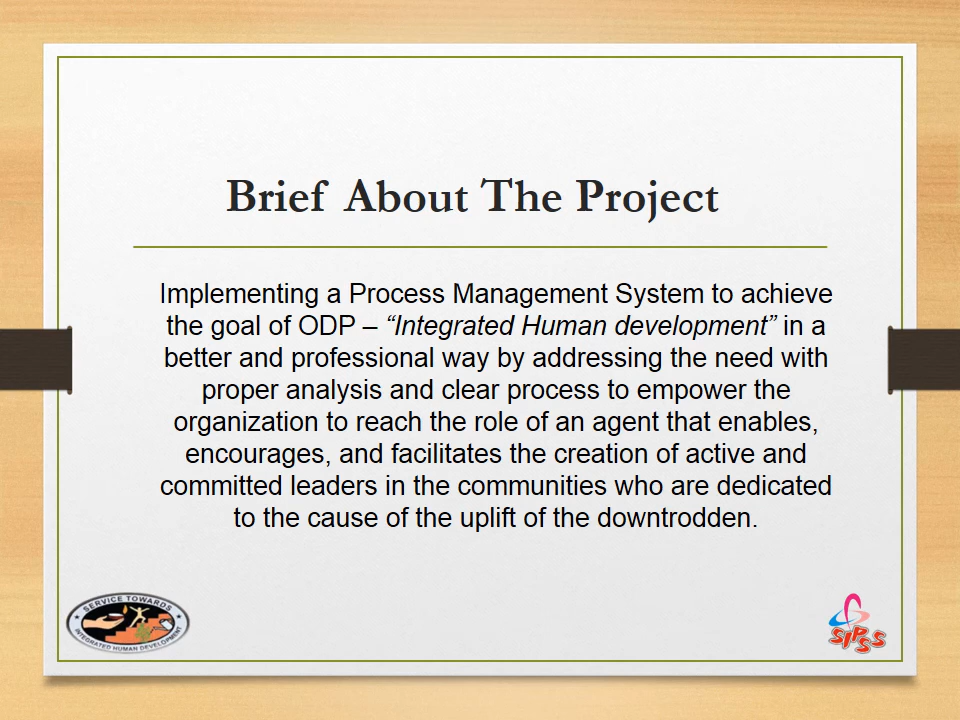 Brief About The Project
Implementing a Process Management System to achieve
the goal of ODP – “Integrated Human development” in a
better and professional way by addressing the need with
proper analysis and clear process to empower the
organization to reach the role of an agent that enables,
encourages, and facilitates the creation of active and
committed leaders in the communities who are dedicated
to the cause of the uplift of the downtrodden.
SERVICE TOWARDS
INTEGRATED HUMAN DEVELOPMENT
SIPSS